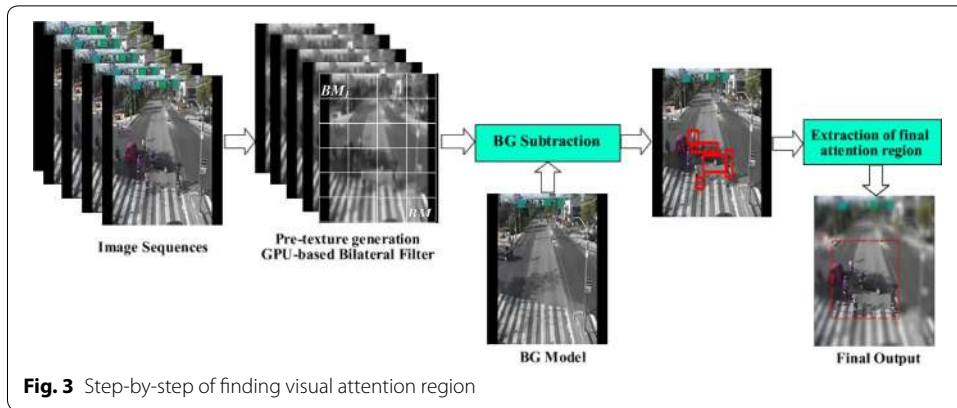 BM₁
BM
Image Sequences
Pre-texture generation
GPU-based Bilateral Filter
BG Subtraction
BG Model
Extraction of final
attention region
Final Output
Fig. 3 Step-by-step of finding visual attention region